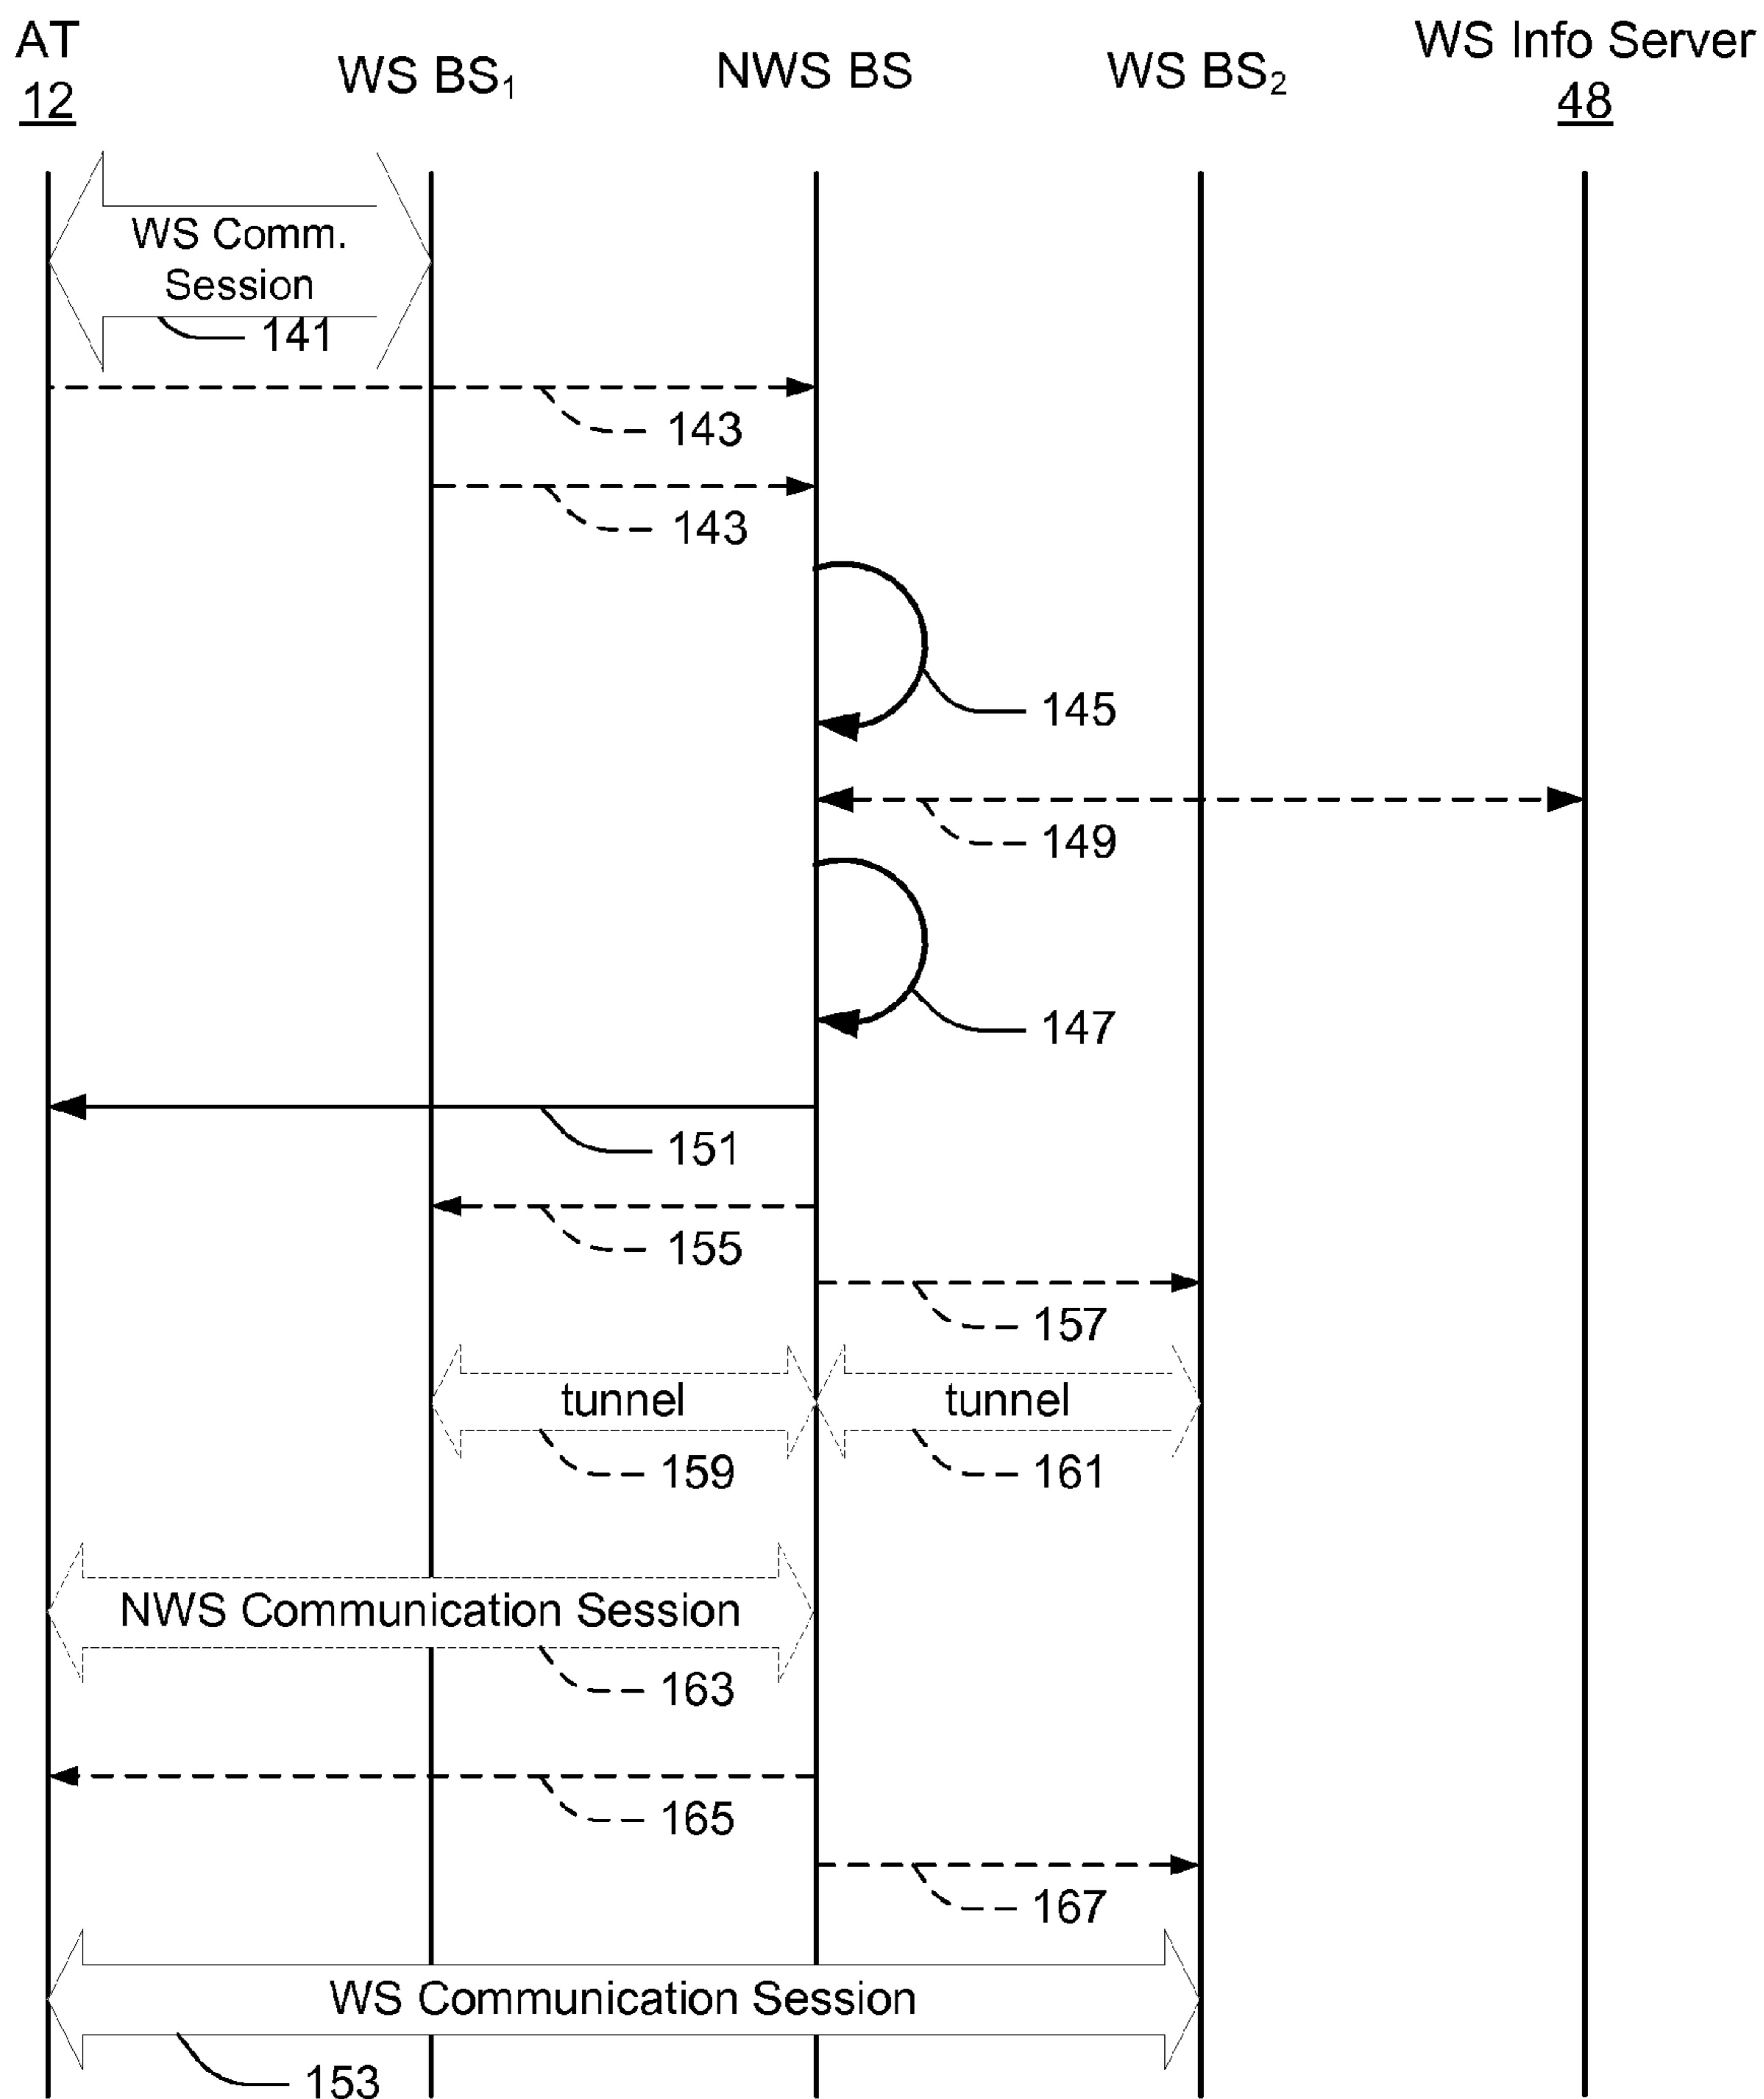 AT
12
WS BS₁
NWS BS
WS BS₂
WS Info Server
48
WS Comm.
Session
141
143
143
145
149
147
151
155
157
tunnel
tunnel
159
161
NWS Communication Session
163
165
167
WS Communication Session
153